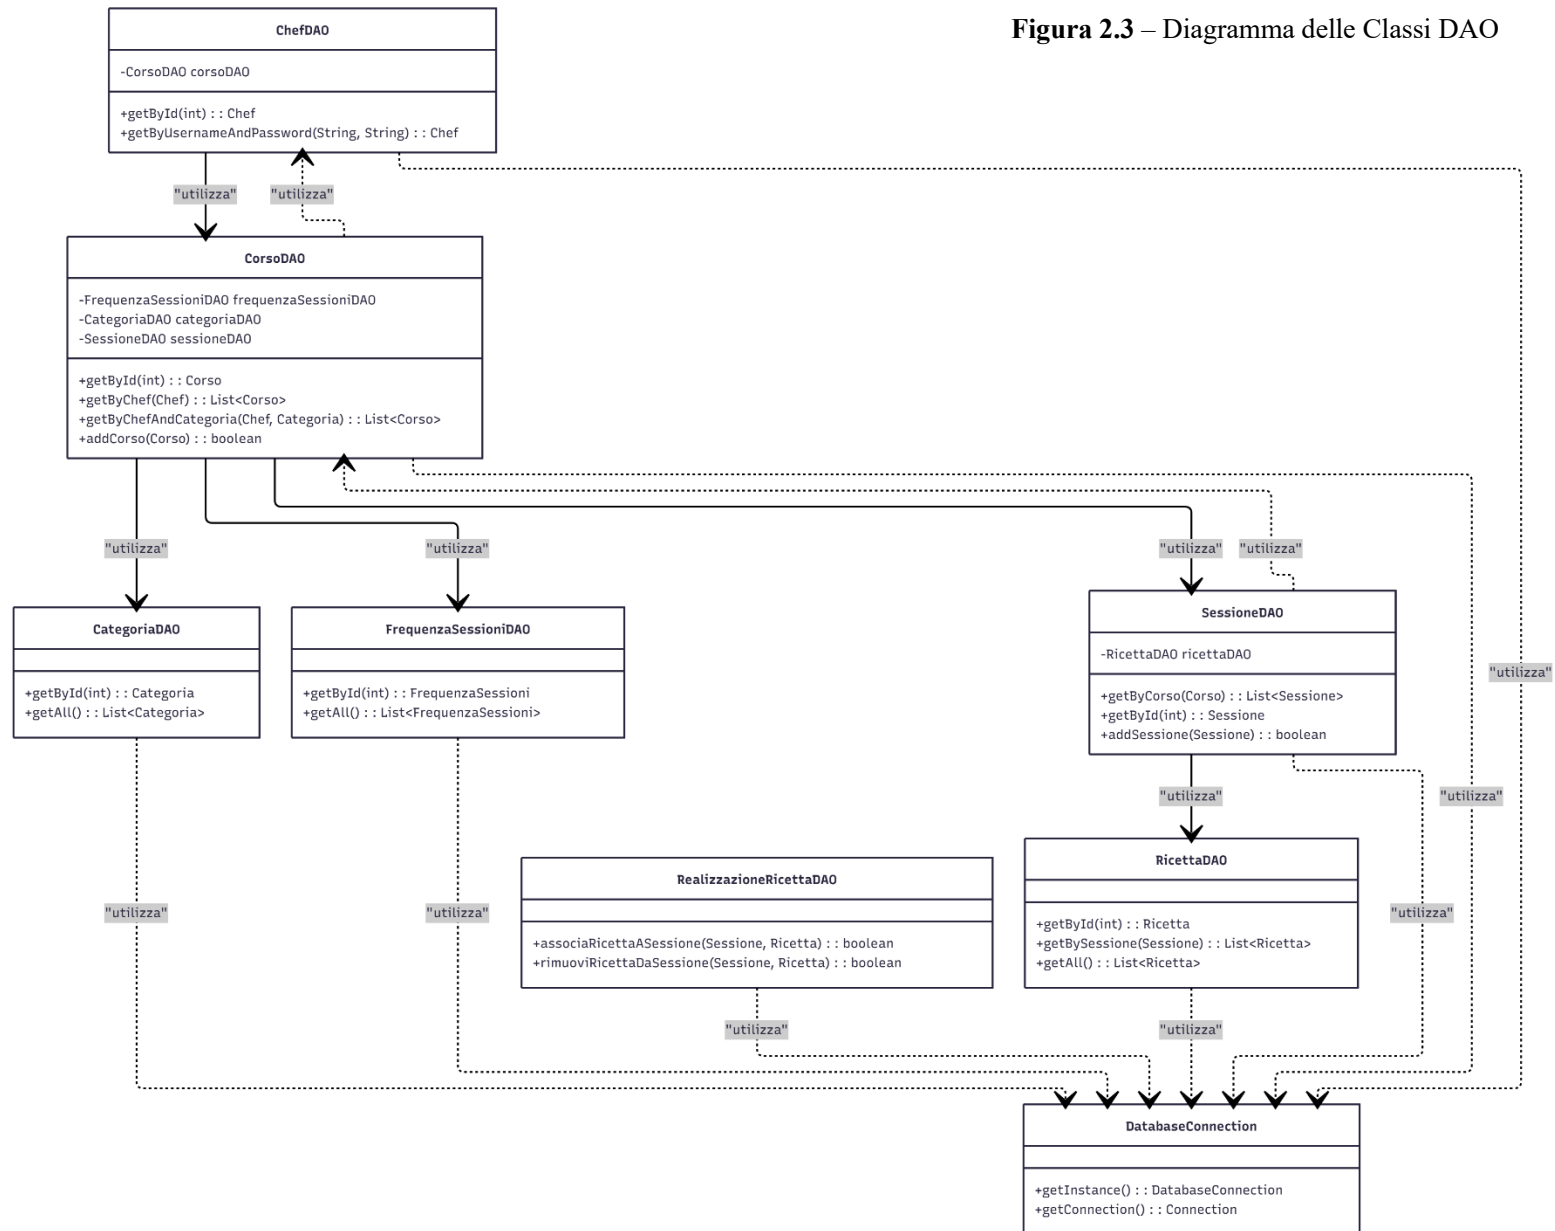 Figura 2.3 – Diagramma delle Classi DAO
ChefDAO
-CorsoDAO corsoDAO
+getById(int) : : Chef
+getByUsernameAndPassword(String, String) : : Chef
"utilizza"
"utilizza"
CorsoDAO
-FrequenzaSessioniDAO frequenzaSessioniDAO
-CategoriaDAO categoriaDAO
-SessioneDAO sessioneDAO
+getById(int) : : Corso
+getByChef(Chef) : : List<Corso>
+getByChefAndCategoria(Chef, Categoria) : : List<Corso>
+addCorso(Corso) : : boolean
"utilizza"
"utilizza"
"utilizza"
"utilizza"
CategoriaDAO
+getById(int) : : Categoria
+getAll() : : List<Categoria>
FrequenzaSessioniDAO
+getById(int) : : FrequenzaSessioni
+getAll() : : List<FrequenzaSessioni>
SessioneDAO
-RicettaDAO ricettaDAO
+getByCorso(Corso) : : List<Sessione>
+getById(int) : : Sessione
+addSessione(Sessione) : : boolean
"utilizza"
"utilizza"
"utilizza"
RealizzazioneRicettaDAO
+associaRicettaASessione(Sessione, Ricetta) : : boolean
+rimuoviRicettaDaSessione(Sessione, Ricetta) : : boolean
RicettaDAO
+getById(int) : : Ricetta
+getBySessione(Sessione) : : List<Ricetta>
+getAll() : : List<Ricetta>
"utilizza"
"utilizza"
"utilizza"
"utilizza"
"utilizza"
DatabaseConnection
+getInstance() : : DatabaseConnection
+getConnection() : : Connection